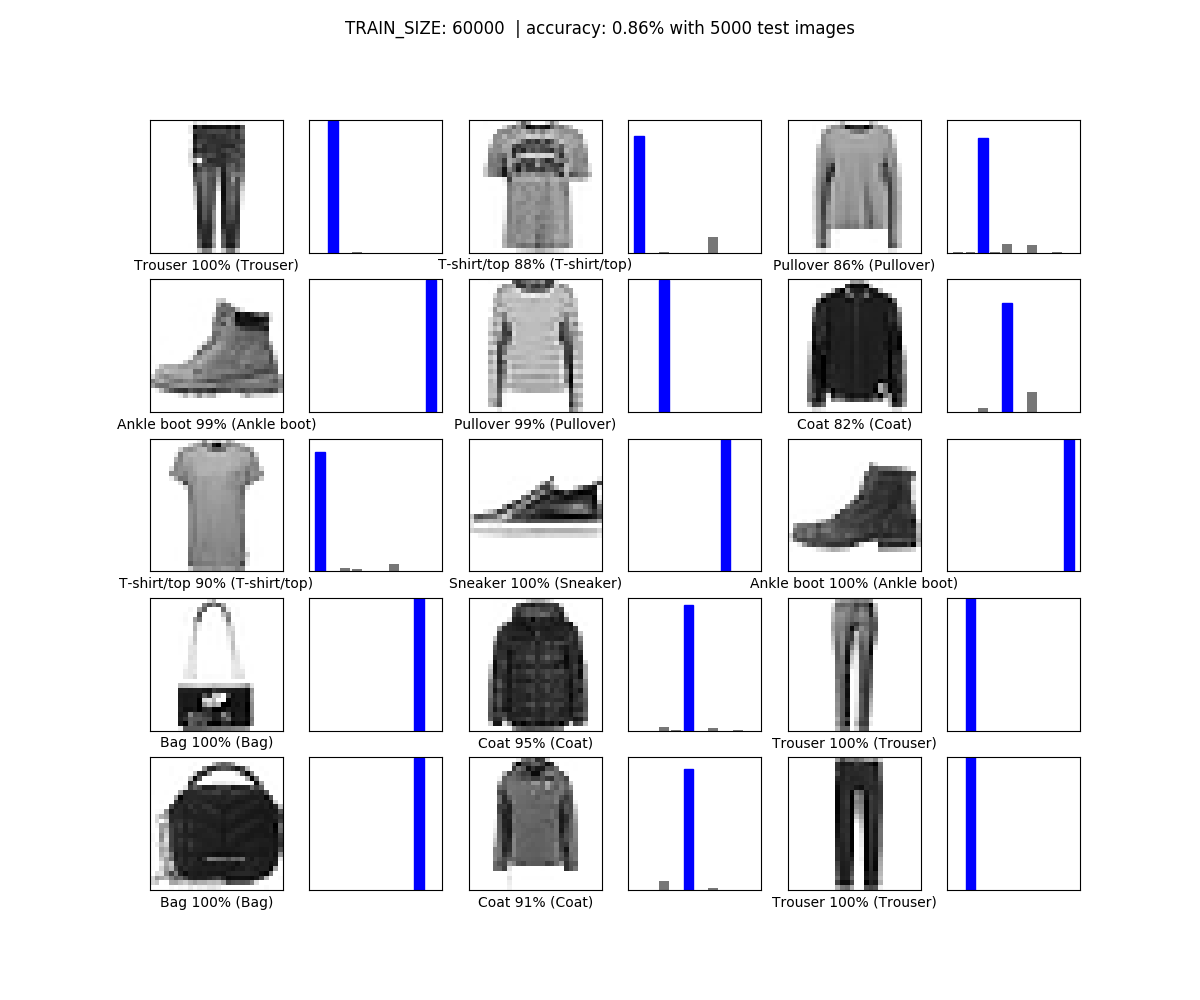 TRAIN_SIZE: 60000 | accuracy: 0.86% with 5000 test images
Trouser 100% (Trouser)
T-shirt/top 88% (T-shirt/top)
Pullover 86% (Pullover)
Ankle boot 99% (Ankle boot)
Pullover 99% (Pullover)
Coat 82% (Coat)
T-shirt/top 90% (T-shirt/top)
Sneaker 100% (Sneaker)
Ankle boot 100% (Ankle boot)
Bag 100% (Bag)
Coat 95% (Coat)
Trouser 100% (Trouser)
Bag 100% (Bag)
Coat 91% (Coat)
Trouser 100% (Trouser)